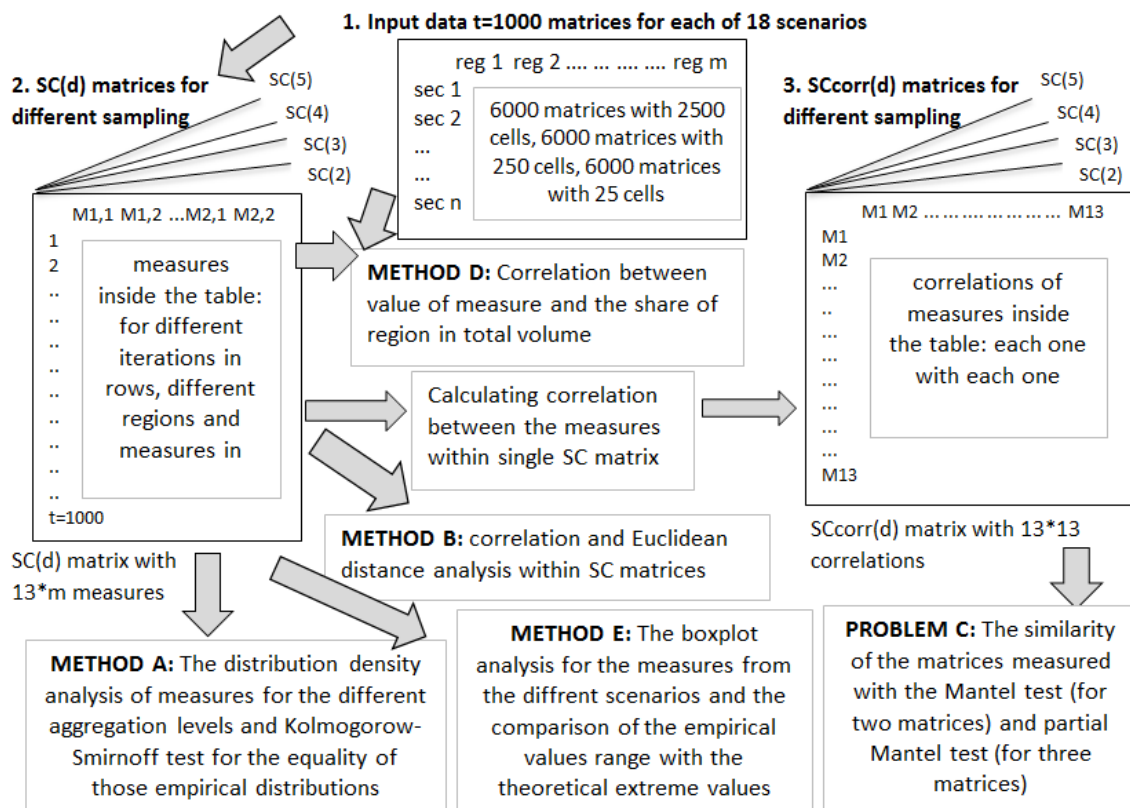 1. Input data t=1000 matrices for each of 18 scenarios
reg 1 reg 2 .... ... .... .... reg m
sec 1
sec 2
...
...
sec n
6000 matrices with 2500
cells, 6000 matrices with
250 cells, 6000 matrices
with 25 cells
2. SC(d) matrices for
different sampling
SC(5)
SC(4)
SC(3)
SC(2)
M1,1 M1,2 ...M2,1 M2,2
1
2
..
..
..
..
..
..
..
..
..
t=1000
measures
inside the table:
for different
iterations in
rows, different
regions and
measures in
SC(d) matrix with
13*m measures
3. SCcorr(d) matrices for
different sampling
SC(5)
SC(4)
SC(3)
SC(2)
M1 M2 ... ... .... ... ... ... ... M13
M1
M2
...
..
...
...
...
...
...
...
M13
correlations of
measures inside
the table: each one
with each one
SCcorr(d) matrix with 13*13
correlations
METHOD D: Correlation between
value of measure and the share of
region in total volume
Calculating correlation
between the measures
within single SC matrix
METHOD B: correlation and Euclidean
distance analysis within SC matrices
METHOD A: The distribution density
analysis of measures for the different
aggregation levels and Kolmogorow-
Smirnoff test for the equality of
those empirical distributions
METHOD E: The boxplot
analysis for the measures from
the diffrent scenarios and the
comparison of the empirical
values range with the
theoretical extreme values
PROBLEM C: The similarity
of the matrices measured
with the Mantel test (for
two matrices) and partial
Mantel test (for three
matrices)